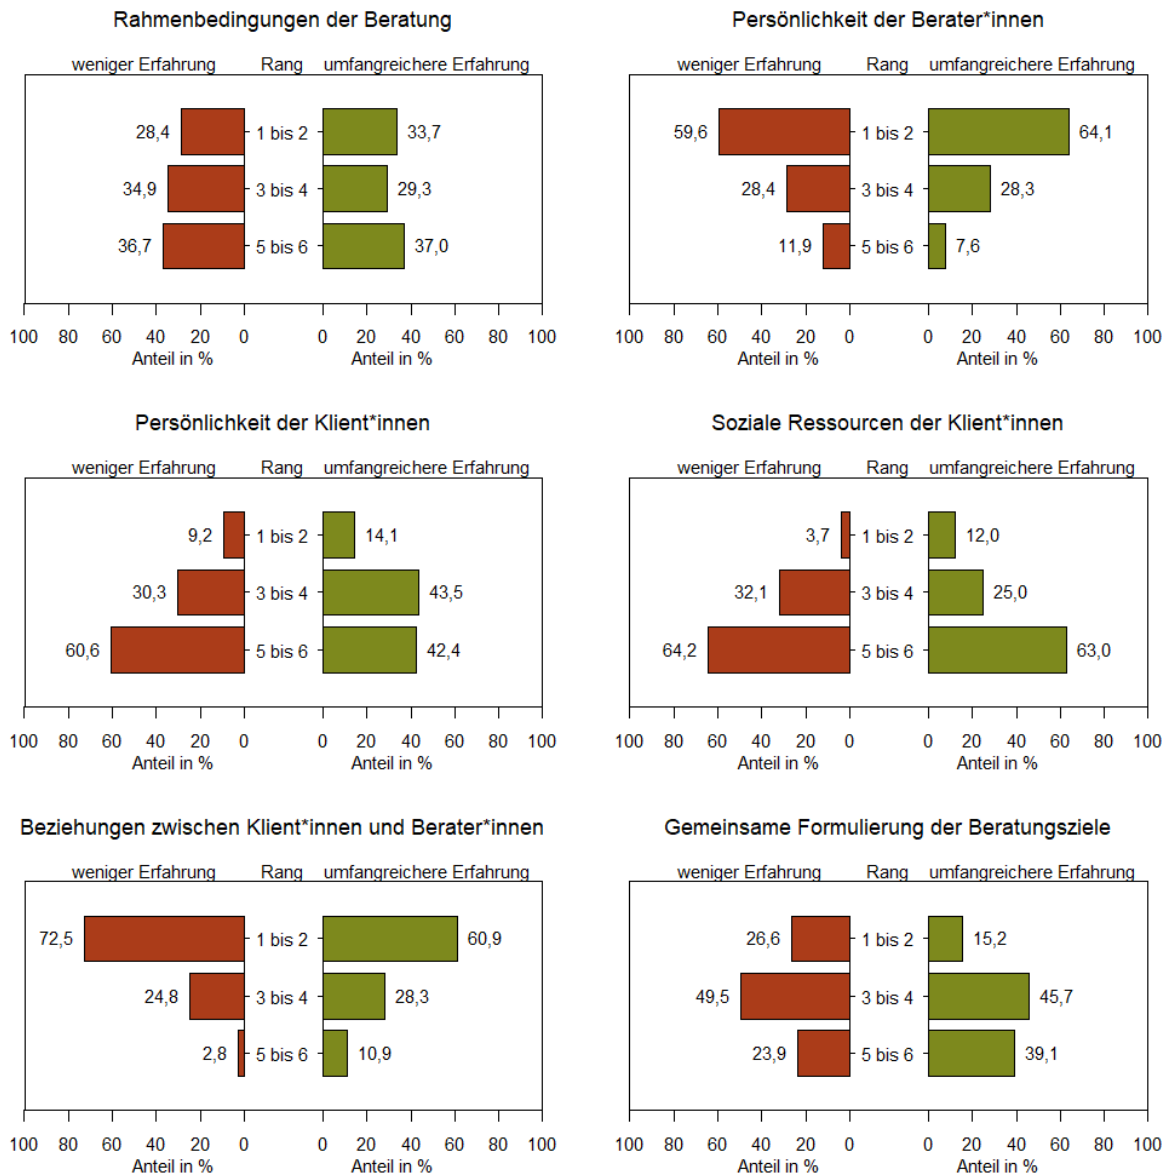 Rahmenbedingungen der Beratung
weniger Erfahrung Rang umfangreichere Erfahrung
28,4 1 bis 2 33,7
34,9 3 bis 4 29,3
36,7 5 bis 6 37,0
100 80 60 40 20 0 0 20 40 60 80 100
Anteil in % Anteil in %
Persönlichkeit der Berater*innen
weniger Erfahrung Rang umfangreichere Erfahrung
59,6 1 bis 2 64,1
28,4 3 bis 4 28,3
11,9 5 bis 6 7,6
100 80 60 40 20 0 0 20 40 60 80 100
Anteil in % Anteil in %
Persönlichkeit der Klient*innen
weniger Erfahrung Rang umfangreichere Erfahrung
9,2 1 bis 2 14,1
30,3 3 bis 4 43,5
60,6 5 bis 6 42,4
100 80 60 40 20 0 0 20 40 60 80 100
Anteil in % Anteil in %
Soziale Ressourcen der Klient*innen
weniger Erfahrung Rang umfangreichere Erfahrung
3,7 1 bis 2 12,0
32,1 3 bis 4 25,0
64,2 5 bis 6 63,0
100 80 60 40 20 0 0 20 40 60 80 100
Anteil in % Anteil in %
Beziehungen zwischen Klient*innen und Berater*innen
weniger Erfahrung Rang umfangreichere Erfahrung
72,5 1 bis 2 60,9
24,8 3 bis 4 28,3
2,8 5 bis 6 10,9
100 80 60 40 20 0 0 20 40 60 80 100
Anteil in % Anteil in %
Gemeinsame Formulierung der Beratungsziele
weniger Erfahrung Rang umfangreichere Erfahrung
26,6 1 bis 2 15,2
49,5 3 bis 4 45,7
23,9 5 bis 6 39,1
100 80 60 40 20 0 0 20 40 60 80 100
Anteil in % Anteil in %